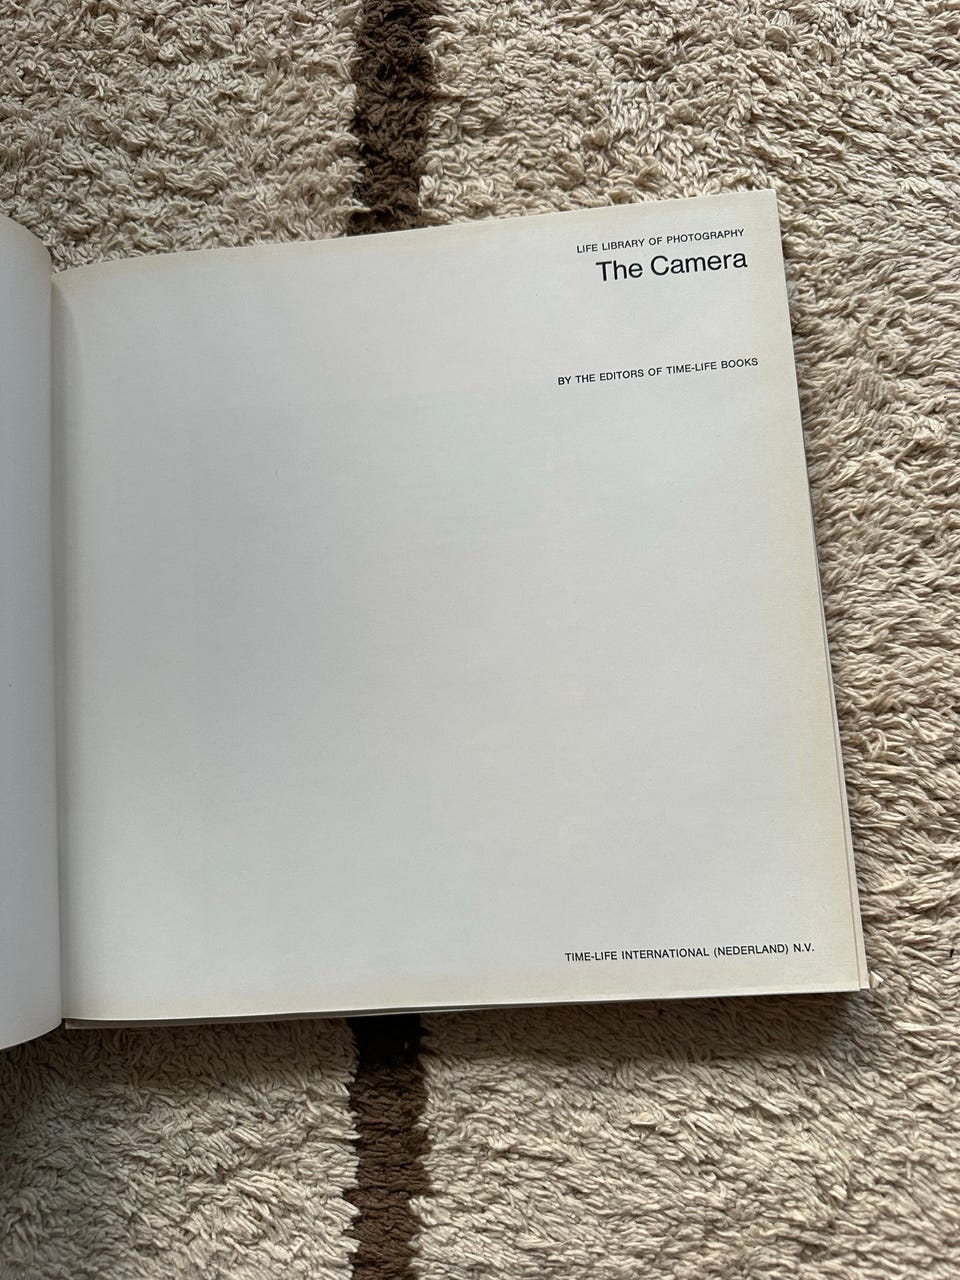 LIFE LIBRARY OF PHOTOGRAPHY
The Camera
BY THE EDITORS OF TIME-LIFE BOOKS
TIME-LIFE INTERNATIONAL (NEDERLAND) N.V.